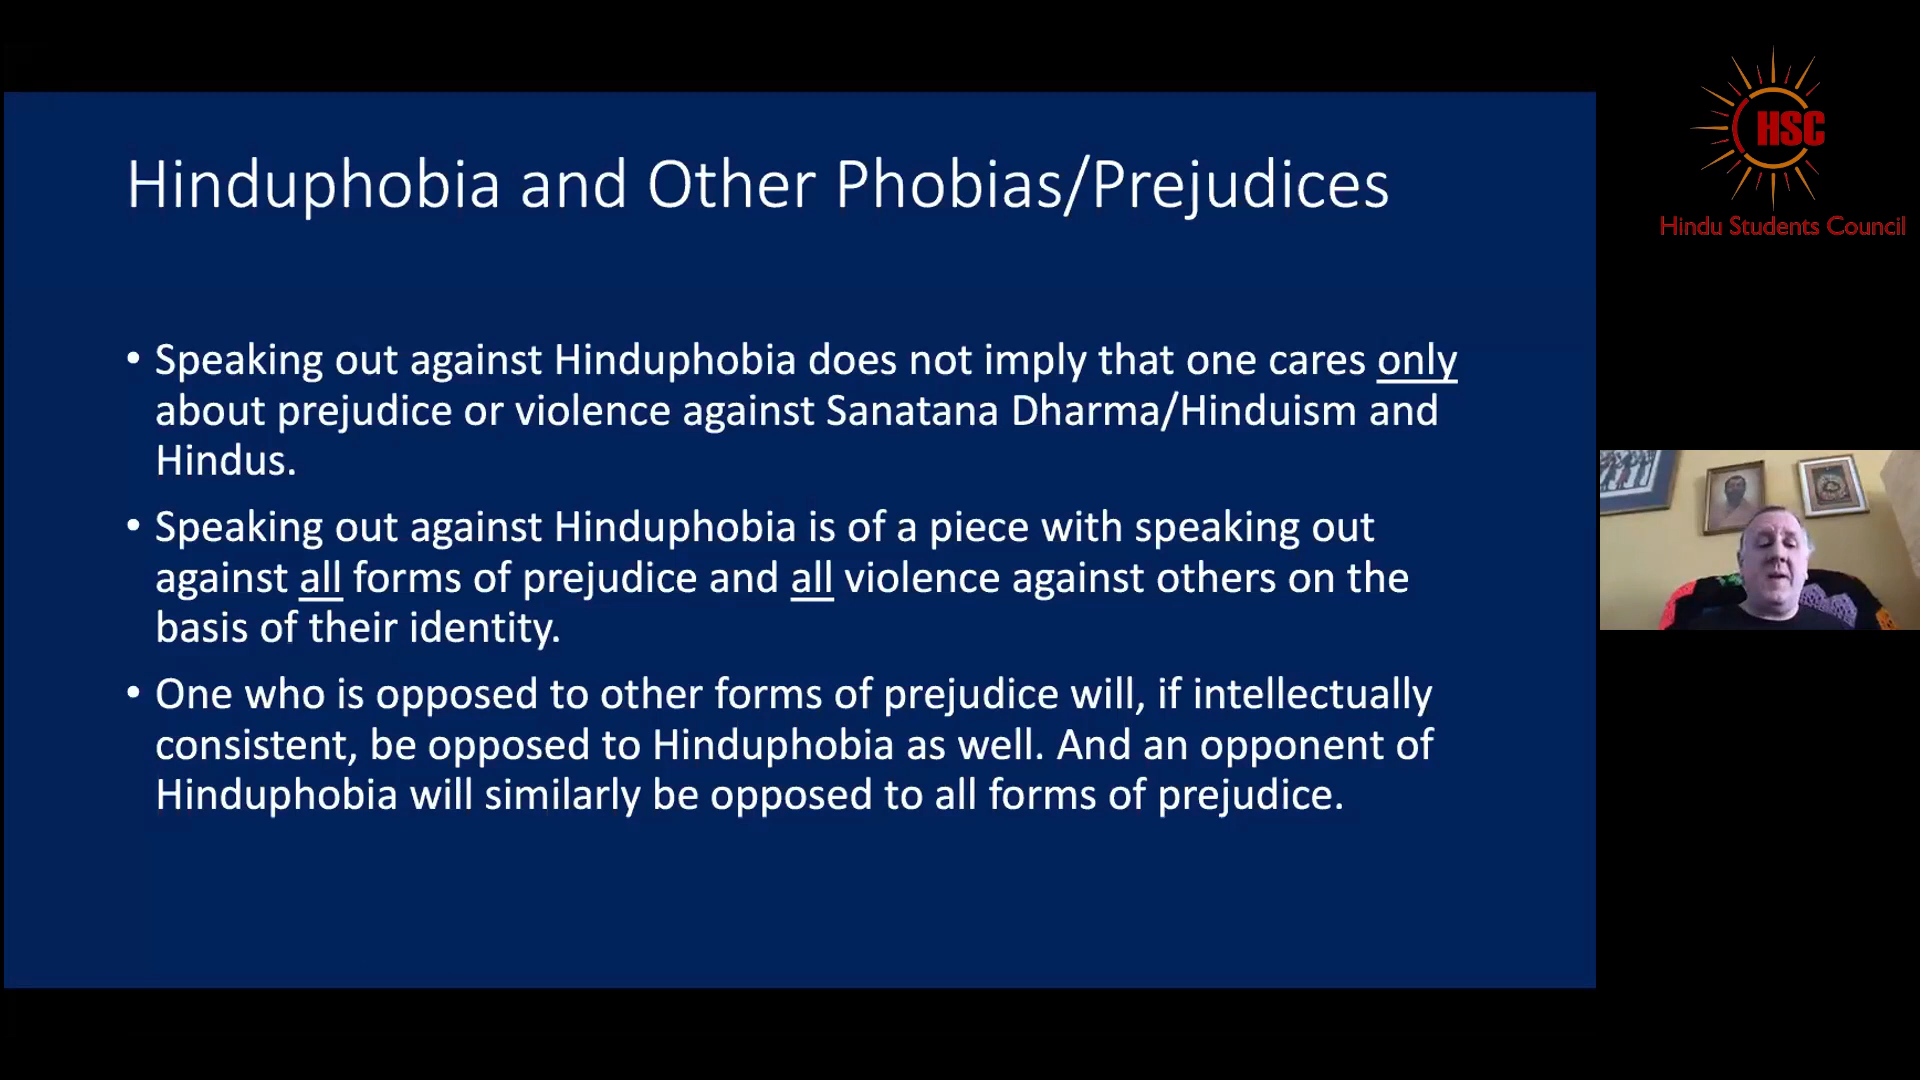 Hinduphobia and Other Phobias/Prejudices
• Speaking out against Hinduphobia does not imply that one cares only
about prejudice or violence against Sanatana Dharma/Hinduism and
Hindus.
• Speaking out against Hinduphobia is of a piece with speaking out
against all forms of prejudice and all violence against others on the
basis of their identity.
• One who is opposed to other forms of prejudice will, if intellectually
consistent, be opposed to Hinduphobia as well. And an opponent of
Hinduphobia will similarly be opposed to all forms of prejudice.
HSC
Hindu Students Council